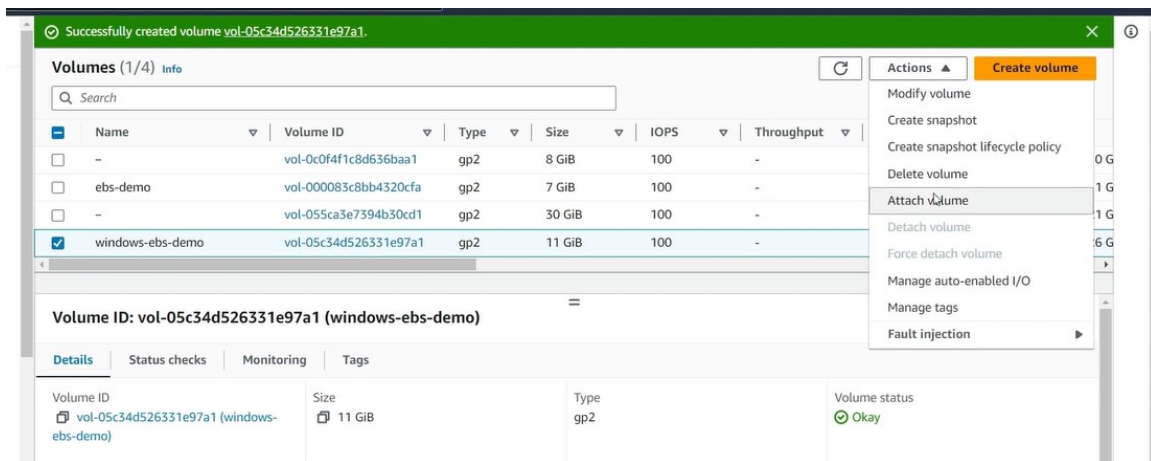 Successfully created volume vol-05c34d526331e97a1.
Volumes (1/4) Info
Actions
Create volume
Search
Modify volume
Create snapshot
Create snapshot lifecycle policy
Delete volume
Attach volume
Detach volume
Force detach volume
Manage auto-enabled I/O
Manage tags
Fault injection
Name Volume ID Type Size IOPS Throughput
- vol-0c0f4f1c8d636baa1 gp2 8 GiB 100 - 0 G
ebs-demo vol-000083c8bb4320cfa gp2 7 GiB 100 - 1 G
- vol-055ca3e7394b30cd1 gp2 30 GiB 100 - 21 G
windows-ebs-demo vol-05c34d526331e97a1 gp2 11 GiB 100 - 6 G
Volume ID: vol-05c34d526331e97a1 (windows-ebs-demo)
Details Status checks Monitoring Tags
Volume ID Size Type Volume status
vol-05c34d526331e97a1 (windows- 11 GiB gp2 Okay
ebs-demo)